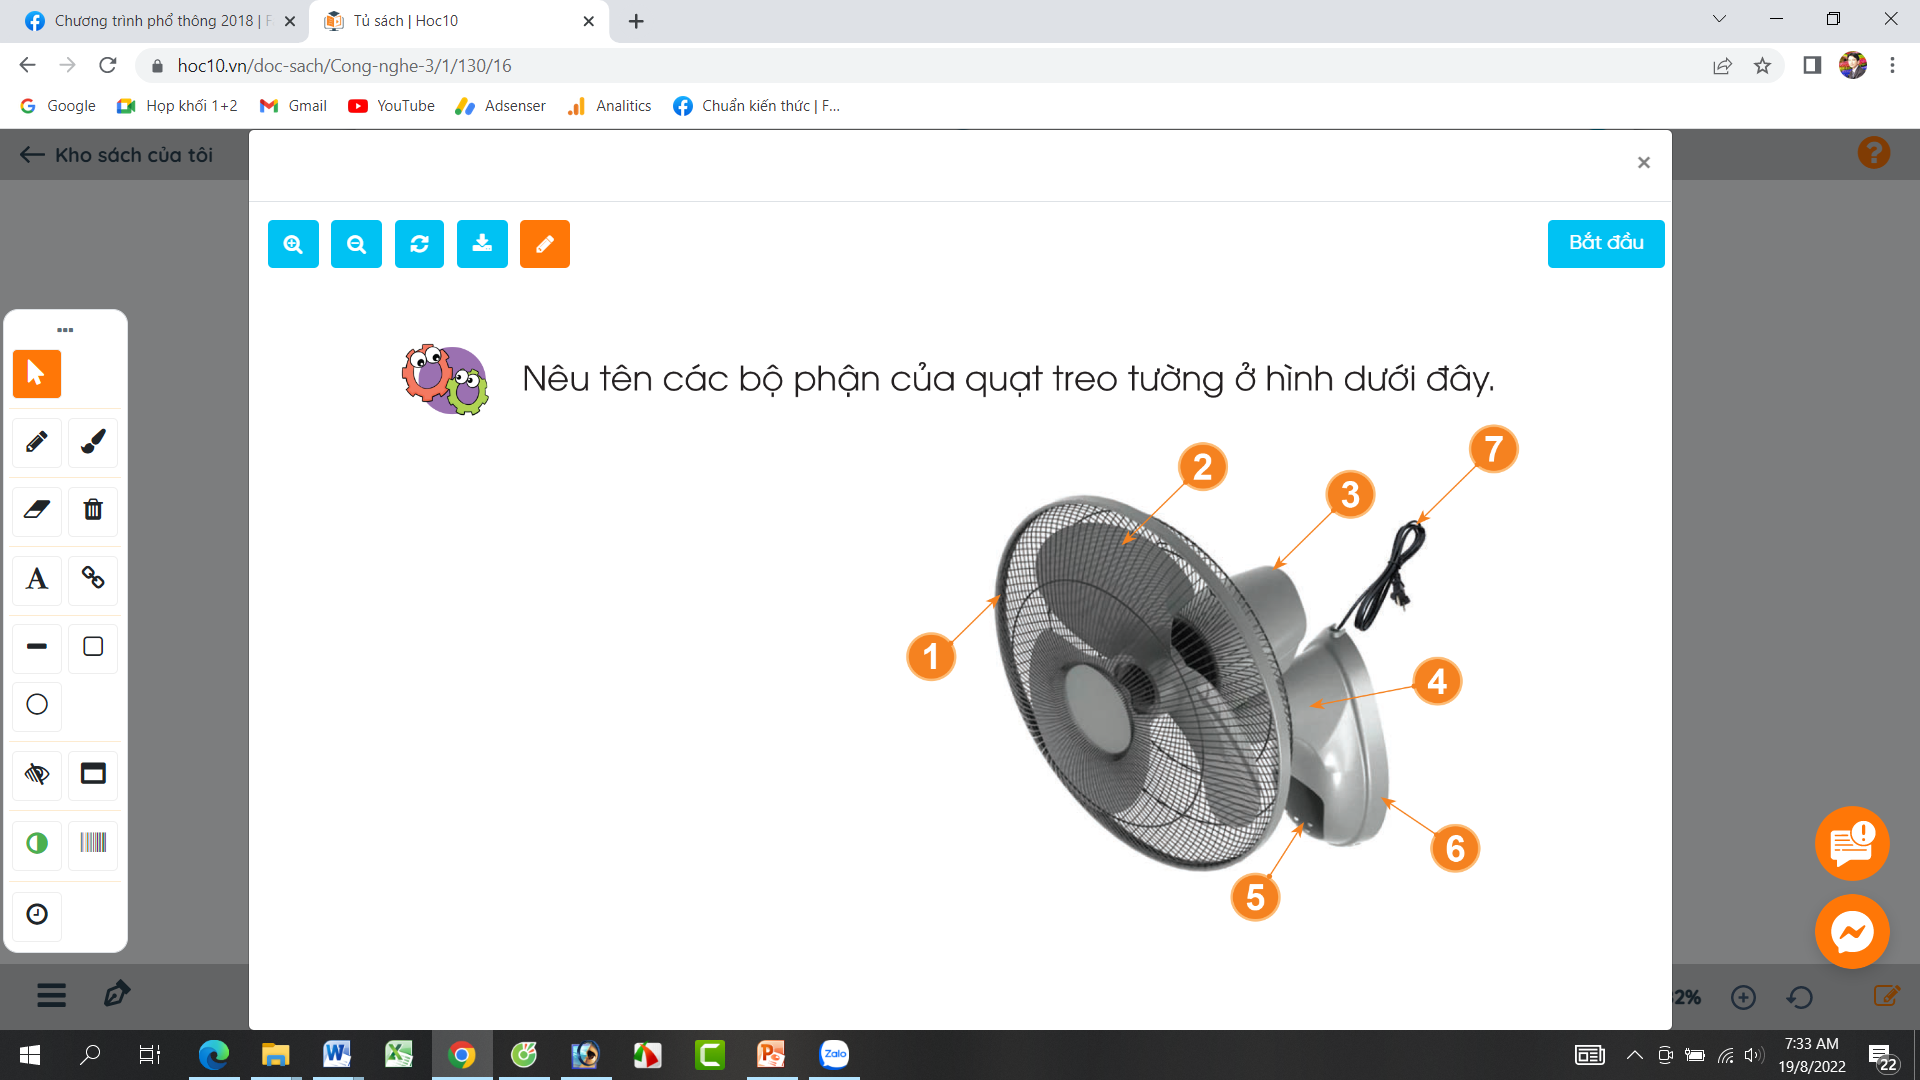 Chương trình phổ thông 2018 | F
Tủ sách | Hoc10
hoc10.vn/doc-sach/Cong-nghe-3/1/130/16
Google
Họp khối 1+2
Gmail
YouTube
Adsenser
Analitics
Chuẩn kiến thức | F...
Kho sách của tôi
?
×
Bắt đầu
Nêu tên các bộ phận của quạt treo tường ở hình dưới đây.
7
2
3
1
4
6
5
A
2%
Zalo
7:33 AM
19/8/2022
22